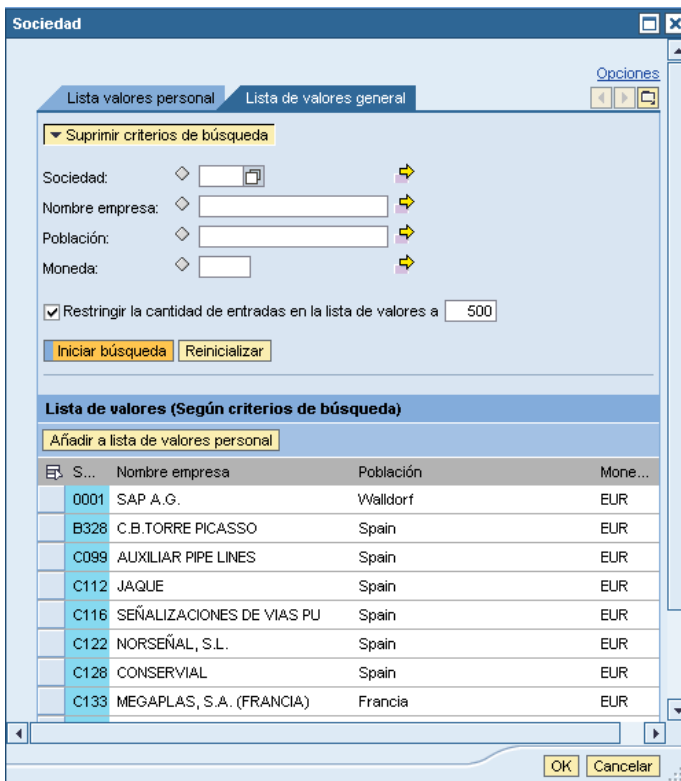 Sociedad
Opciones
Lista valores personal Lista de valores general
Suprimir criterios de búsqueda
Sociedad:
Nombre empresa:
Población:
Moneda:
Restringir la cantidad de entradas en la lista de valores a 500
Iniciar búsqueda Reinicializar
Lista de valores (Según criterios de búsqueda)
Añadir a lista de valores personal
S... Nombre empresa Población Mone...
0001 SAP A.G. Walldorf EUR
B328 C.B.TORRE PICASSO Spain EUR
C099 AUXILIAR PIPE LINES Spain EUR
C112 JAQUE Spain EUR
C116 SEÑALIZACIONES DE VIAS PU Spain EUR
C122 NORSEÑAL, S.L. Spain EUR
C128 CONSERVIAL Spain EUR
C133 MEGAPLAS, S.A. (FRANCIA) Francia EUR
OK Cancelar